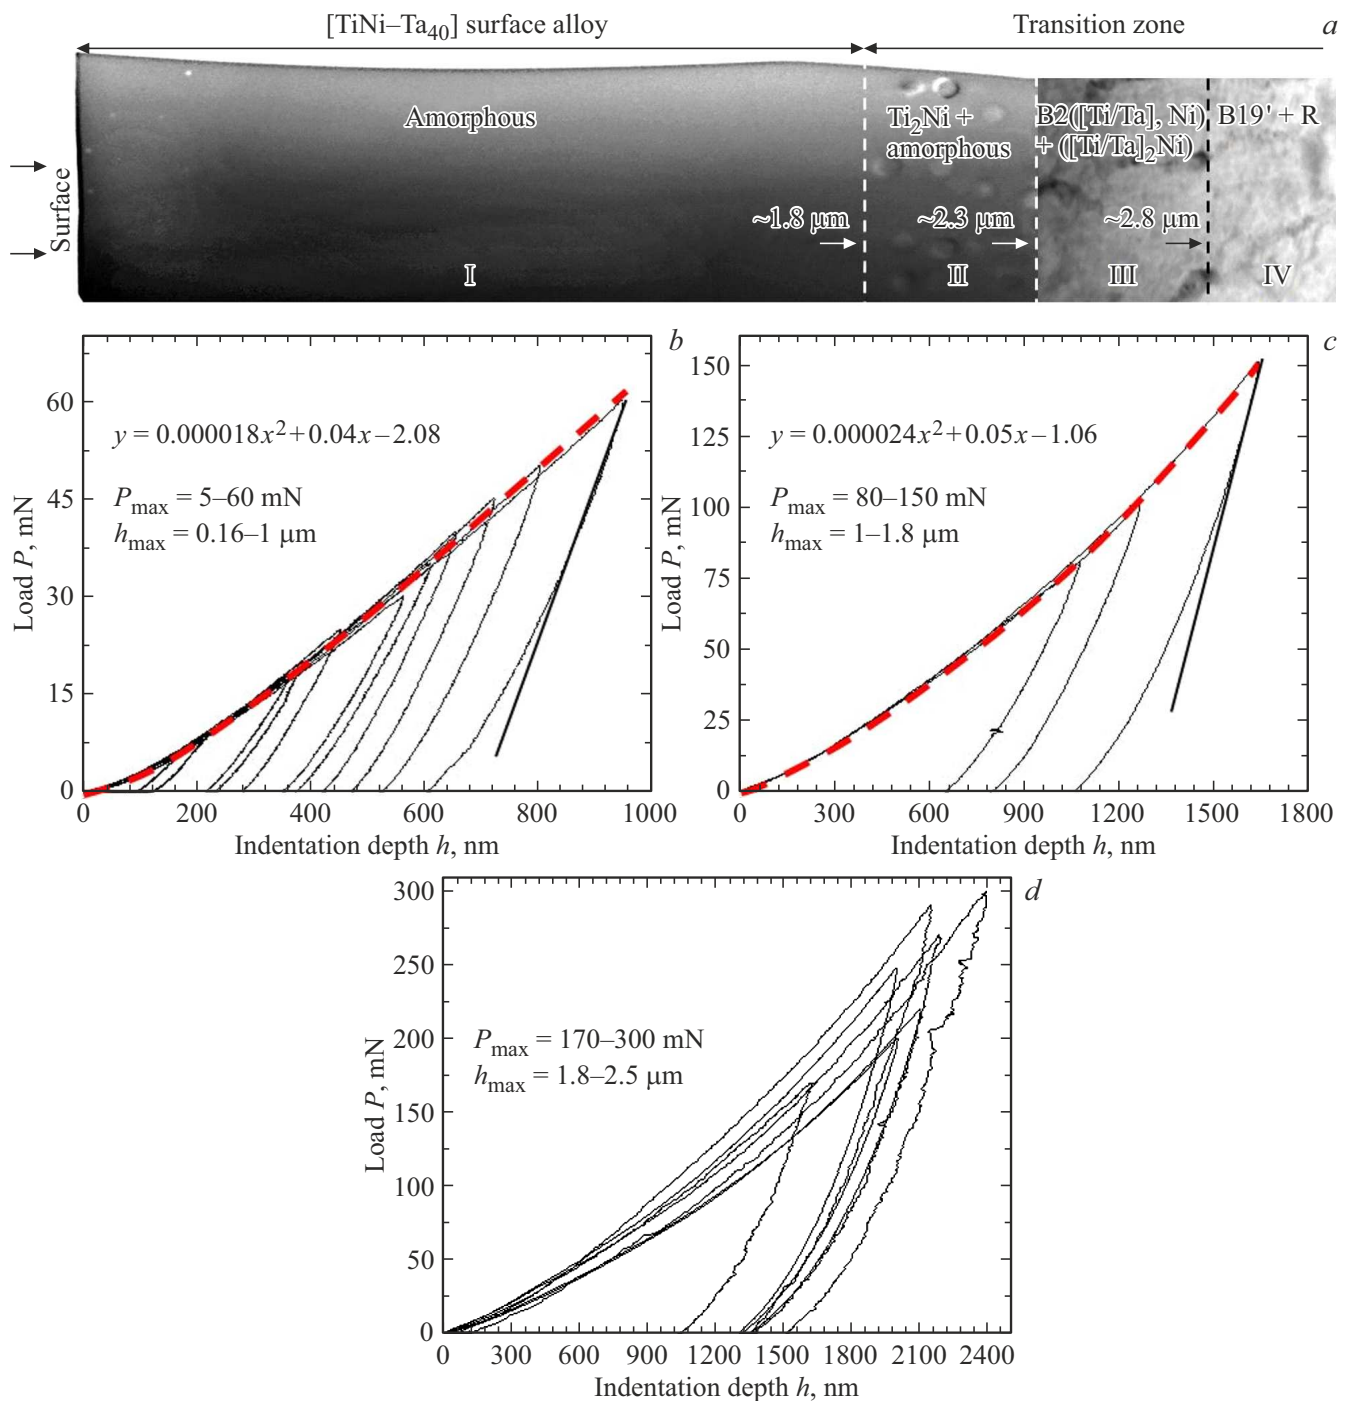 [TiNi–Ta40] surface alloy
Transition zone
a
Surface
Amorphous
Ti2Ni +
amorphous
B2([Ti/Ta], Ni)
+ ([Ti/Ta]2Ni)
B19' + R
~1.8 μm
~2.3 μm
~2.8 μm
I
II
III
IV
b
y = 0.000018x² + 0.04x – 2.08
Pmax = 5–60 mN
hmax = 0.16–1 μm
Load P, mN
60
45
30
15
0
0 200 400 600 800 1000
Indentation depth h, nm
c
y = 0.000024x² + 0.05x – 1.06
Pmax = 80–150 mN
hmax = 1–1.8 μm
Load P, mN
150
125
100
75
50
25
0
0 300 600 900 1200 1500 1800
Indentation depth h, nm
d
Pmax = 170–300 mN
hmax = 1.8–2.5 μm
Load P, mN
300
250
200
150
100
50
0
0 300 600 900 1200 1500 1800 2100 2400
Indentation depth h, nm